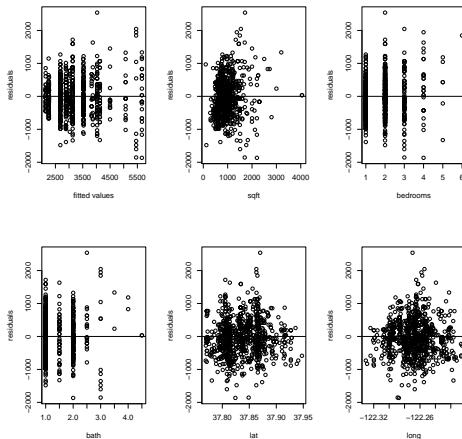 residuals
−2000 −1000 0 1000 2000
2500 3500 4500 5500
fitted values
residuals
−2000 −1000 0 1000 2000
0 1000 2000 3000 4000
sqft
residuals
−2000 −1000 0 1000 2000
1 2 3 4 5 6
bedrooms
residuals
−2000 −1000 0 1000 2000
1.0 2.0 3.0 4.0
bath
residuals
−2000 −1000 0 1000 2000
37.80 37.85 37.90 37.95
lat
residuals
−2000 −1000 0 1000 2000
−122.32 −122.26
long